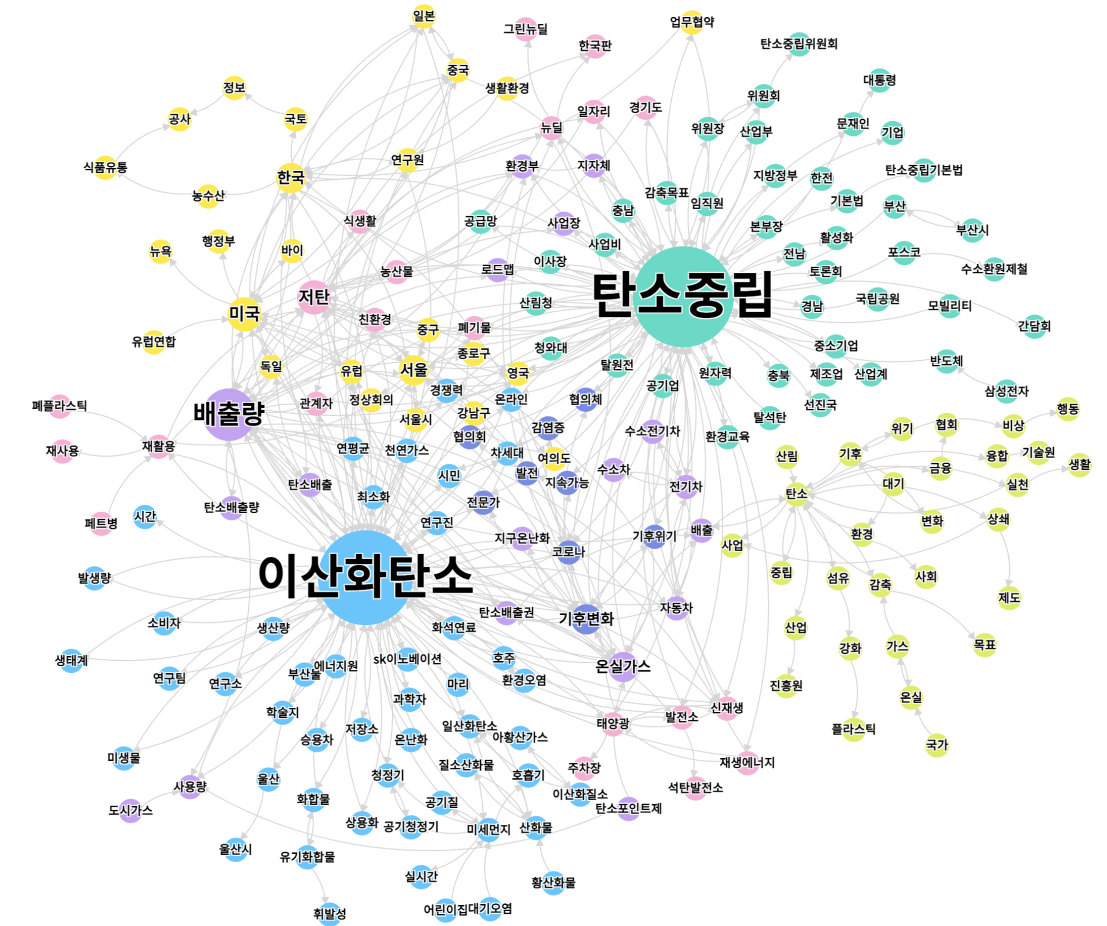 일본
그린뉴딜
업무협약
한국판
탄소중립위원회
중국
정보
생활환경
대통령
위원회
일자리
경기도
공사
국토
뉴딜
위원장
산업부
문재인
기업
식품유통
연구원
환경부
지자체
탄소중립기본법
한국
지방정부
한전
농수산
감축목표
임직원
기본법
부산
식생활
공급망
사업장
충남
본부장
부산시
뉴욕
행정부
바이
사업비
전남
활성화
포스코
농산물
로드맵
이사장
토론회
수소환원제철
저탄
산림청
탄소중립
경남
국립공원
모빌리티
미국
친환경
중구
폐기물
간담회
유럽연합
종로구
청와대
중소기업
독일
유럽
서울
영국
탈원전
원자력
충북
제조업
산업계
반도체
경쟁력
공기업
삼성전자
폐플라스틱
배출량
관계자
정상회의
온라인
협의체
선진국
행동
서울시
강남구
탈석탄
재사용
재활용
연평균
천연가스
협의회
감염증
수소전기차
환경교육
위기
협회
비상
차세대
여의도
산림
기후
융합
기술원
생활
탄소배출
시민
발전
지속가능
수소차
전기차
대기
금융
실천
탄소배출량
최소화
전문가
탄소
페트병
시간
연구진
지구온난화
코로나
기후위기
배출
사업
환경
변화
상쇄
발생량
이산화탄소
중립
섬유
감축
사회
제도
소비자
생산량
탄소배출권
화석연료
기후변화
자동차
산업
강화
가스
목표
생태계
연구팀
연구소
부산물
에너지원
sk이노베이션
호주
환경오염
온실가스
과학자
마리
진흥원
온실
학술지
저장소
일산화탄소
태양광
발전소
신재생
플라스틱
국가
미생물
승용차
온난화
아황산가스
사용량
울산
청정기
질소산화물
호흡기
주차장
재생에너지
도시가스
화합물
공기질
이산화질소
석탄발전소
상용화
공기청정기
미세먼지
산화물
탄소포인트제
울산시
유기화합물
실시간
황산화물
휘발성
어린이집
대기오염